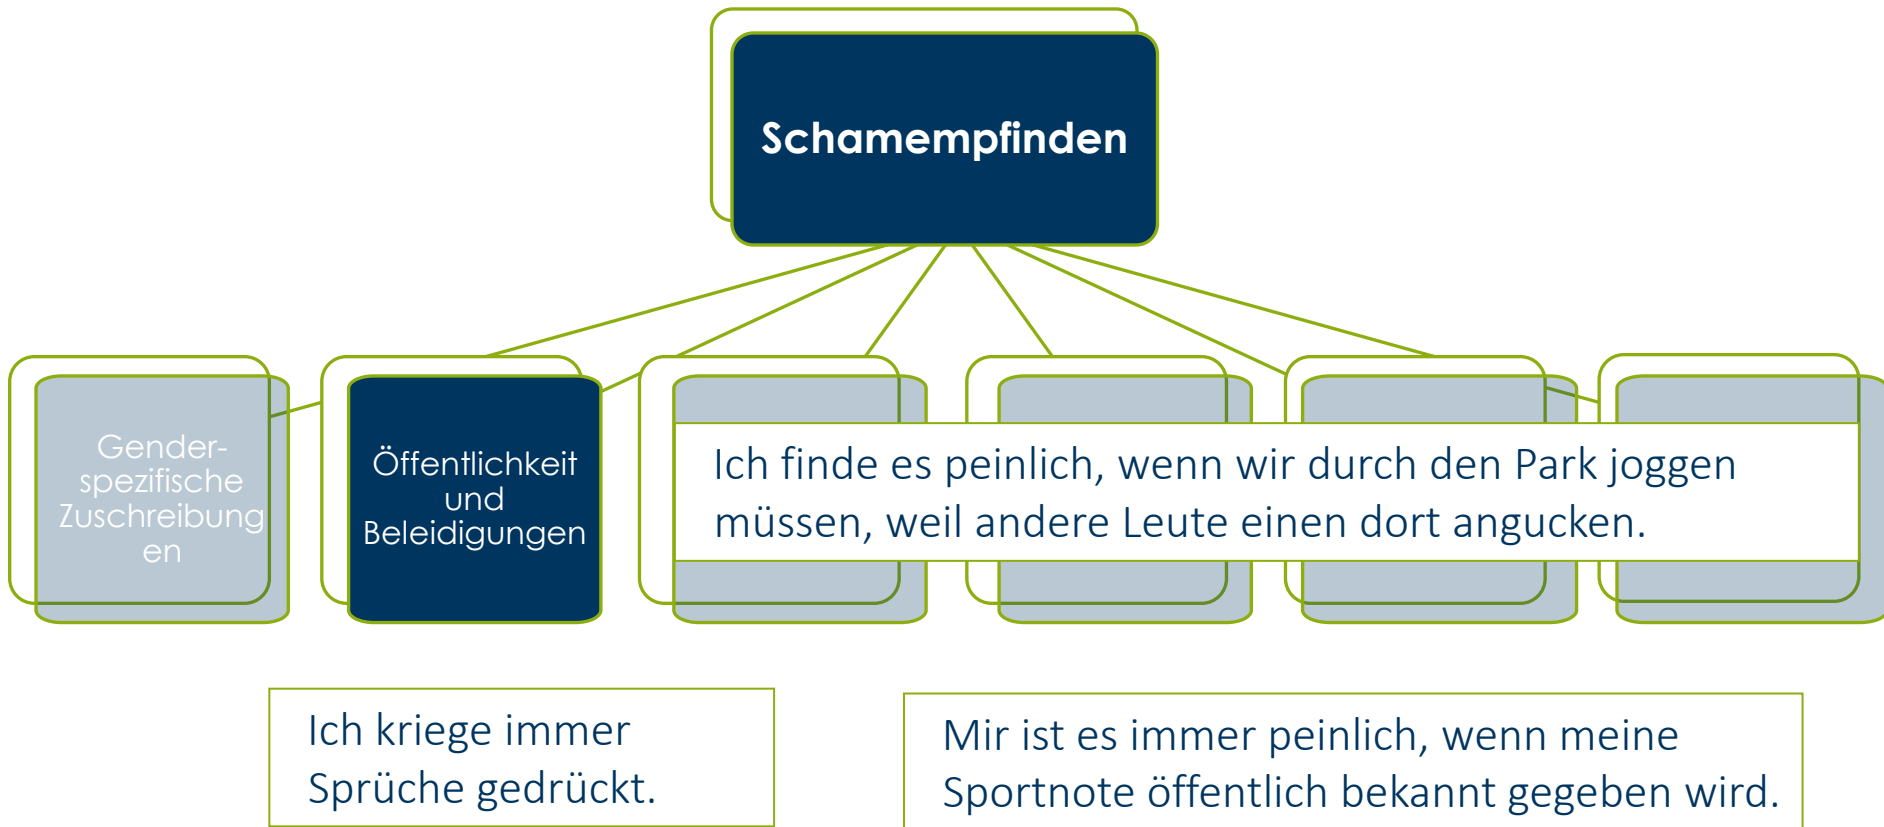 Schamempfinden
Gender-
spezifische
Zuschreibung
en
Öffentlichkeit
und
Beleidigungen
Ich finde es peinlich, wenn wir durch den Park joggen
müssen, weil andere Leute einen dort angucken.
Ich kriege immer
Sprüche gedrückt.
Mir ist es immer peinlich, wenn meine
Sportnote öffentlich bekannt gegeben wird.